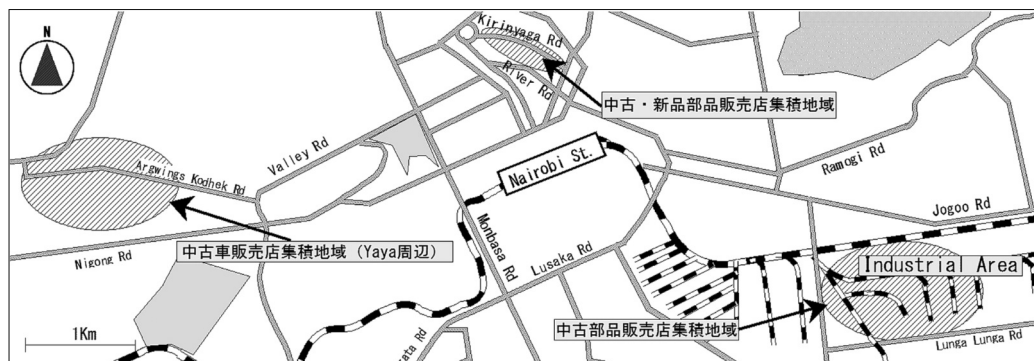 N
Kirinyaga Rd
River Rd
中古・新品部品販売店集積地域
Valley Rd
Argwings Kodhek Rd
Nairobi St.
Ramogi Rd
Jogoo Rd
中古車販売店集積地域（Yaya周辺）
Nigong Rd
Mombasa Rd
Lusaka Rd
Industrial Area
中古部品販売店集積地域
1Km
ata Rd
Lunga Lunga Rd